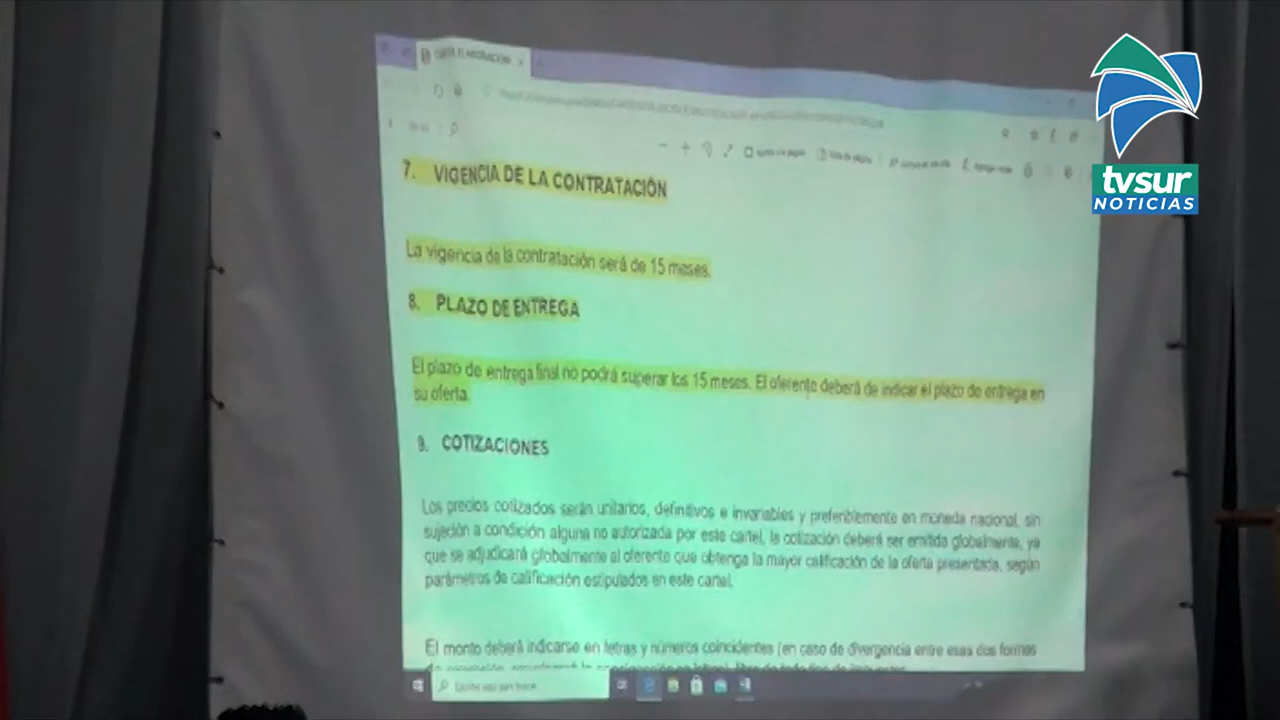 tvsur
NOTICIAS
7. VIGENCIA DE LA CONTRATACIÓN
La vigencia de la contratación será de 15 meses.
8. PLAZO DE ENTREGA
El plazo de entrega final no podrá superar los 15 meses. El oferente deberá de indicar el plazo de entrega en
su oferta.
9. COTIZACIONES
Los precios cotizados serán unitarios, definitivos e invariables y preferiblemente en moneda nacional, sin
sujeción a condición alguna no autorizada por este cartel, la cotización deberá ser emitida globalmente, ya
que se adjudicará globalmente al oferente que obtenga la mayor calificación de la oferta presentada, según
parámetros de calificación estipulados en este cartel.
El monto deberá indicarse en letras y números coincidentes (en caso de divergencia entre esas dos formas
Escribe aquí para buscar